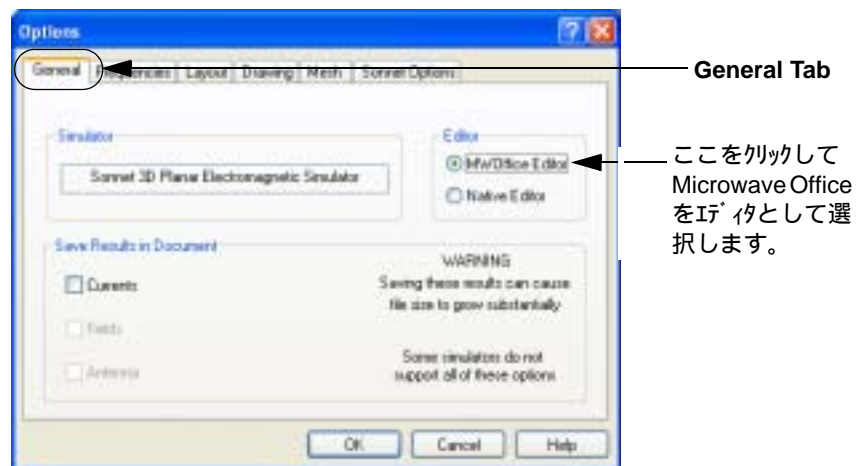 Options
General Frequencies Layout Drawing Mesh Sonnet Options
General Tab
Simulator
Sonnet 3D Planar Electromagnetic Simulator
Editor
MWOffice Editor
Native Editor
ここをｸﾘｯｸして
Microwave Office
をｴﾃﾞｨﾀとして選
択します。
Save Results in Document
Currents
Fields
Antenna
WARNING
Saving these results can cause
file size to grow substantially
Some simulators do not
support all of these options
OK Cancel Help